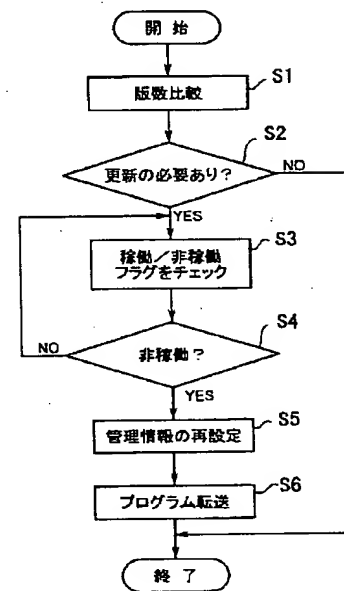 開 始
S1
版数比較
S2
更新の必要あり?
NO
YES
S3
稼働/非稼働
フラグをチェック
S4
非稼働?
NO
YES
S5
管理情報の再設定
S6
プログラム転送
終 了